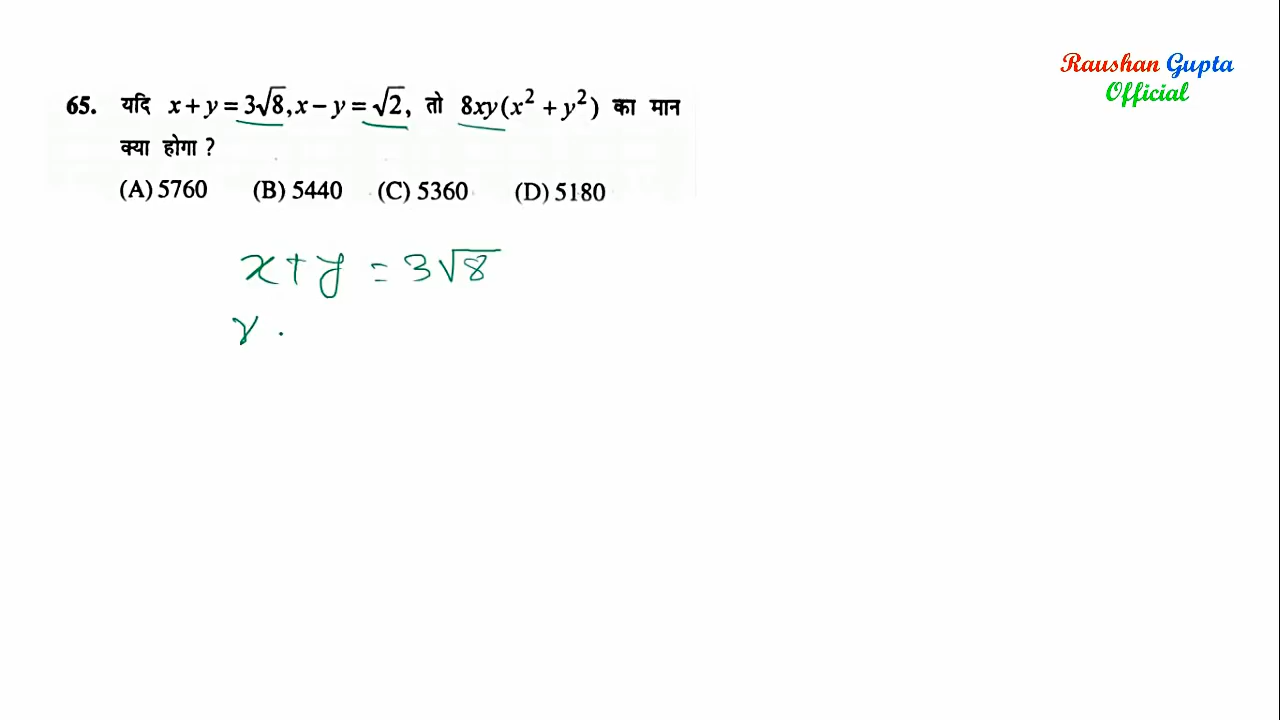 Raushan Gupta
Official
65. यदि x + y = 3√8, x − y = √2, तो 8xy(x² + y²) का मान
क्या होगा ?
(A) 5760 (B) 5440 (C) 5360 (D) 5180
x + y = 3√8
x